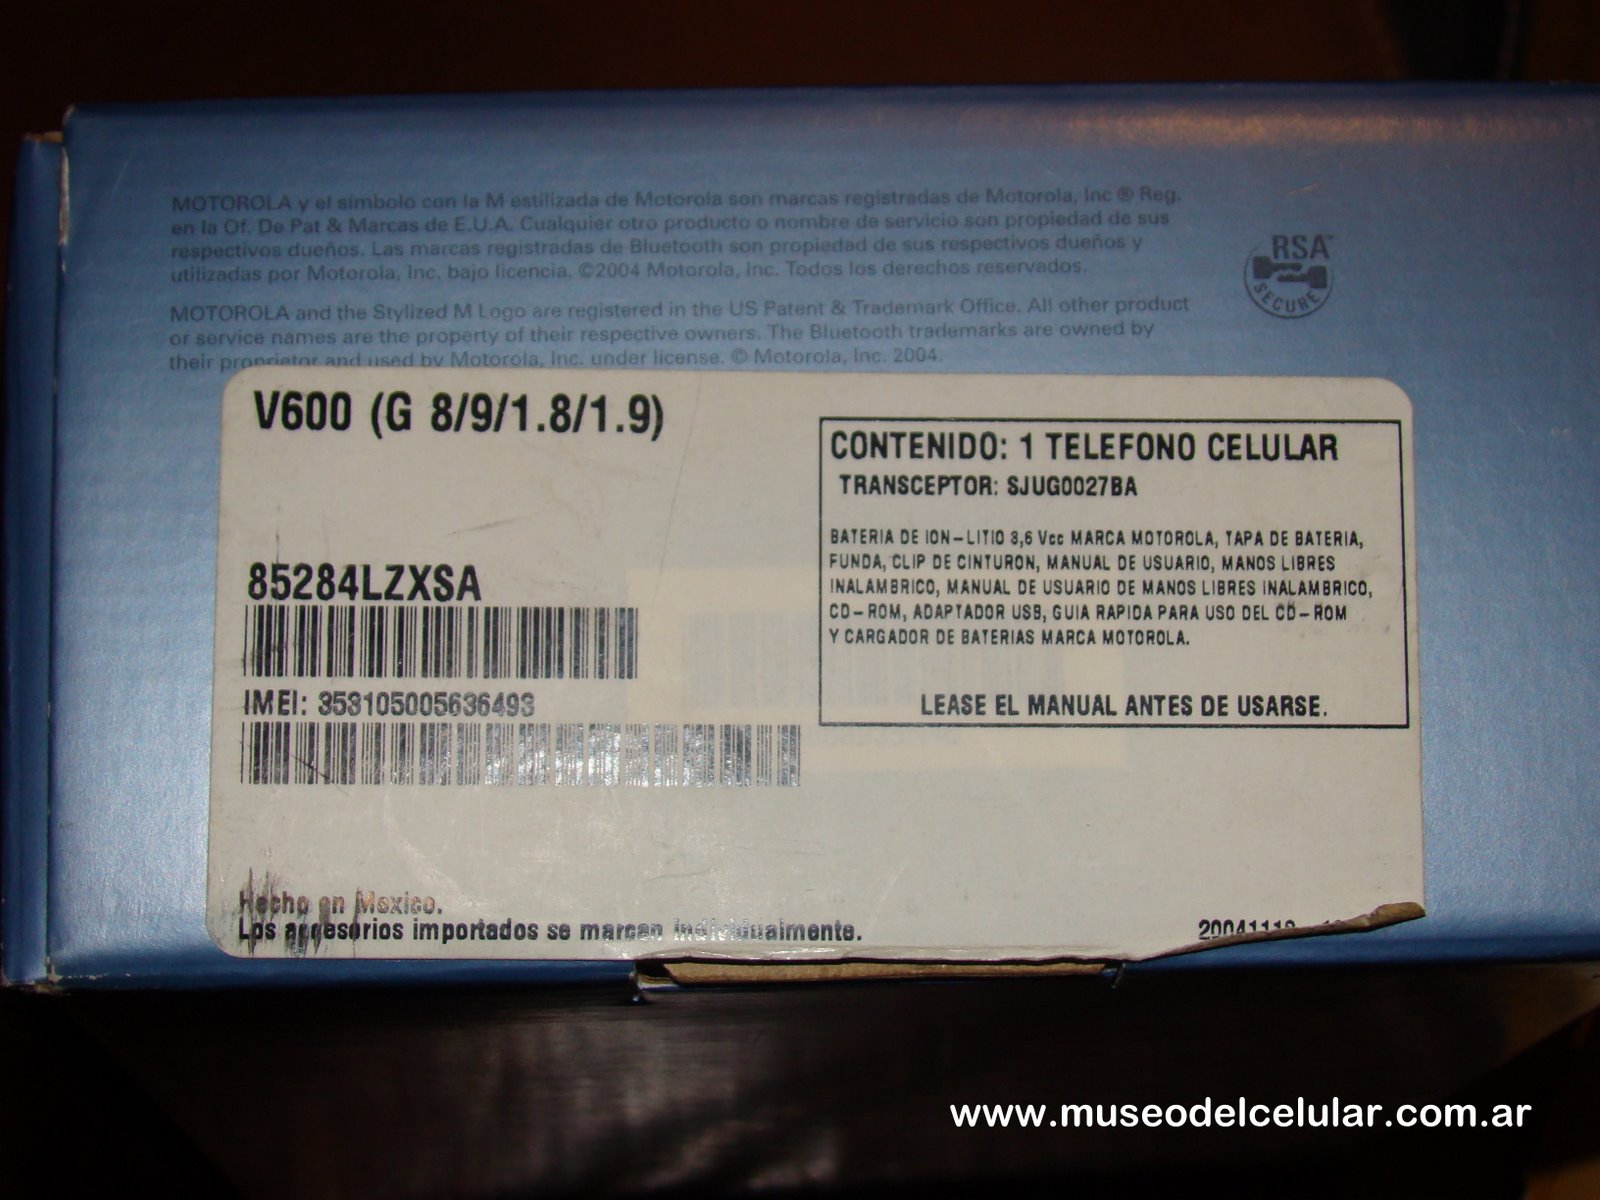 MOTOROLA y el símbolo con la M estilizada de Motorola son marcas registradas de Motorola, Inc ® Reg.
en la Of. De Pat & Marcas de E.U.A. Cualquier otro producto o nombre de servicio son propiedad de sus
respectivos dueños. Las marcas registradas de Bluetooth son propiedad de sus respectivos dueños y
utilizadas por Motorola, Inc. bajo licencia. ©2004 Motorola, Inc. Todos los derechos reservados.
MOTOROLA and the Stylized M Logo are registered in the US Patent & Trademark Office. All other product
or service names are the property of their respective owners. The Bluetooth trademarks are owned by
their proprietor and used by Motorola, Inc. under license. © Motorola, Inc. 2004.
RSA™
SECURE
V600 (G 8/9/1.8/1.9)
85284LZXSA
IMEI: 353105005636493
CONTENIDO: 1 TELEFONO CELULAR
TRANSCEPTOR: SJUG0027BA
BATERIA DE ION-LITIO 3,6 Vcc MARCA MOTOROLA, TAPA DE BATERIA,
FUNDA, CLIP DE CINTURON, MANUAL DE USUARIO, MANOS LIBRES
INALAMBRICO, MANUAL DE USUARIO DE MANOS LIBRES INALAMBRICO,
CD-ROM, ADAPTADOR USB, GUIA RAPIDA PARA USO DEL CD-ROM
Y CARGADOR DE BATERIAS MARCA MOTOROLA.
LEASE EL MANUAL ANTES DE USARSE.
Hecho en Mexico.
Los accesorios importados se marcan individualmente.
www.museodelcelular.com.ar